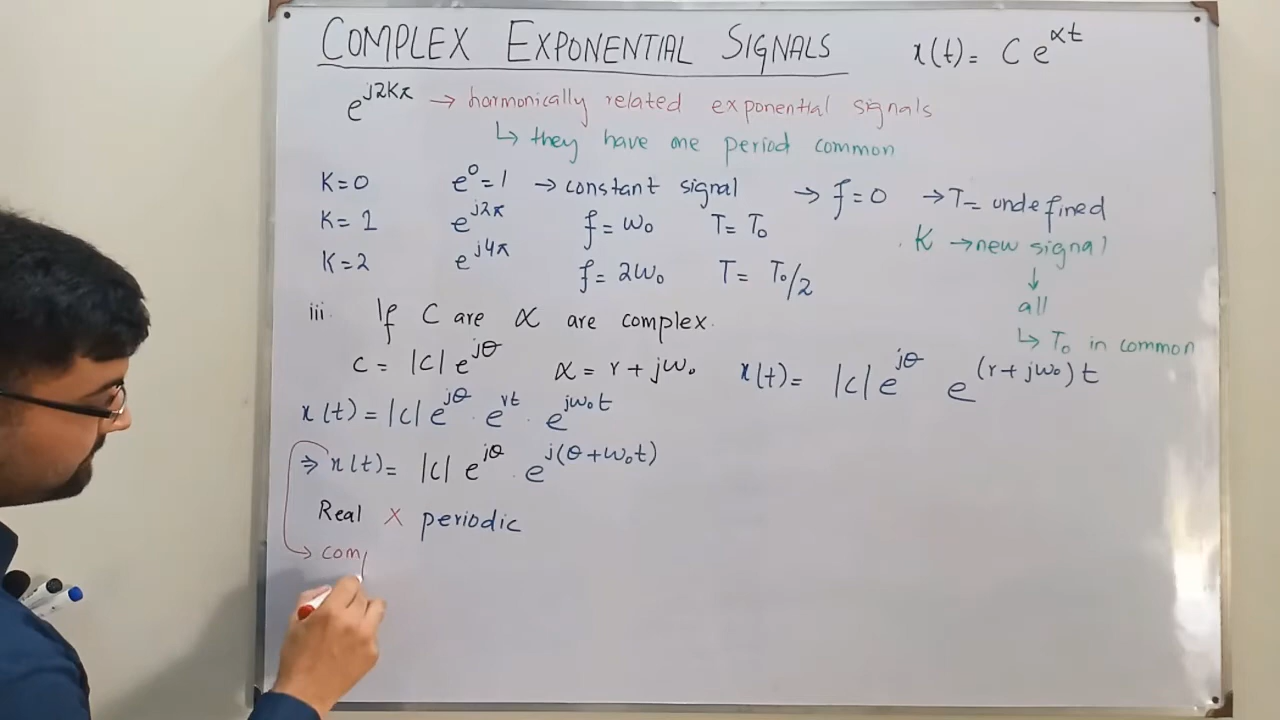 COMPLEX EXPONENTIAL SIGNALS x(t) = C e^{αt}
e^{j2Kπ} → harmonically related exponential signals
↳ they have one period common
K=0 e^0=1 → constant signal → f=0 → T= undefined
K=1 e^{j2π} f=ω₀ T=T₀
K → new signal
K=2 e^{j4π} f=2ω₀ T= T₀/2
↓
all
↳ T₀ in common
iii. If C are α are complex.
C = |C| e^{jθ} α = r + jω₀ x(t)= |C| e^{jθ} e^{(r+jω₀)t}
x(t) = |C| e^{jθ} · e^{rt} · e^{jω₀t}
⇒ x(t)= |C| e^{jθ} · e^{j(θ+ω₀t)}
Real × periodic
→ comp